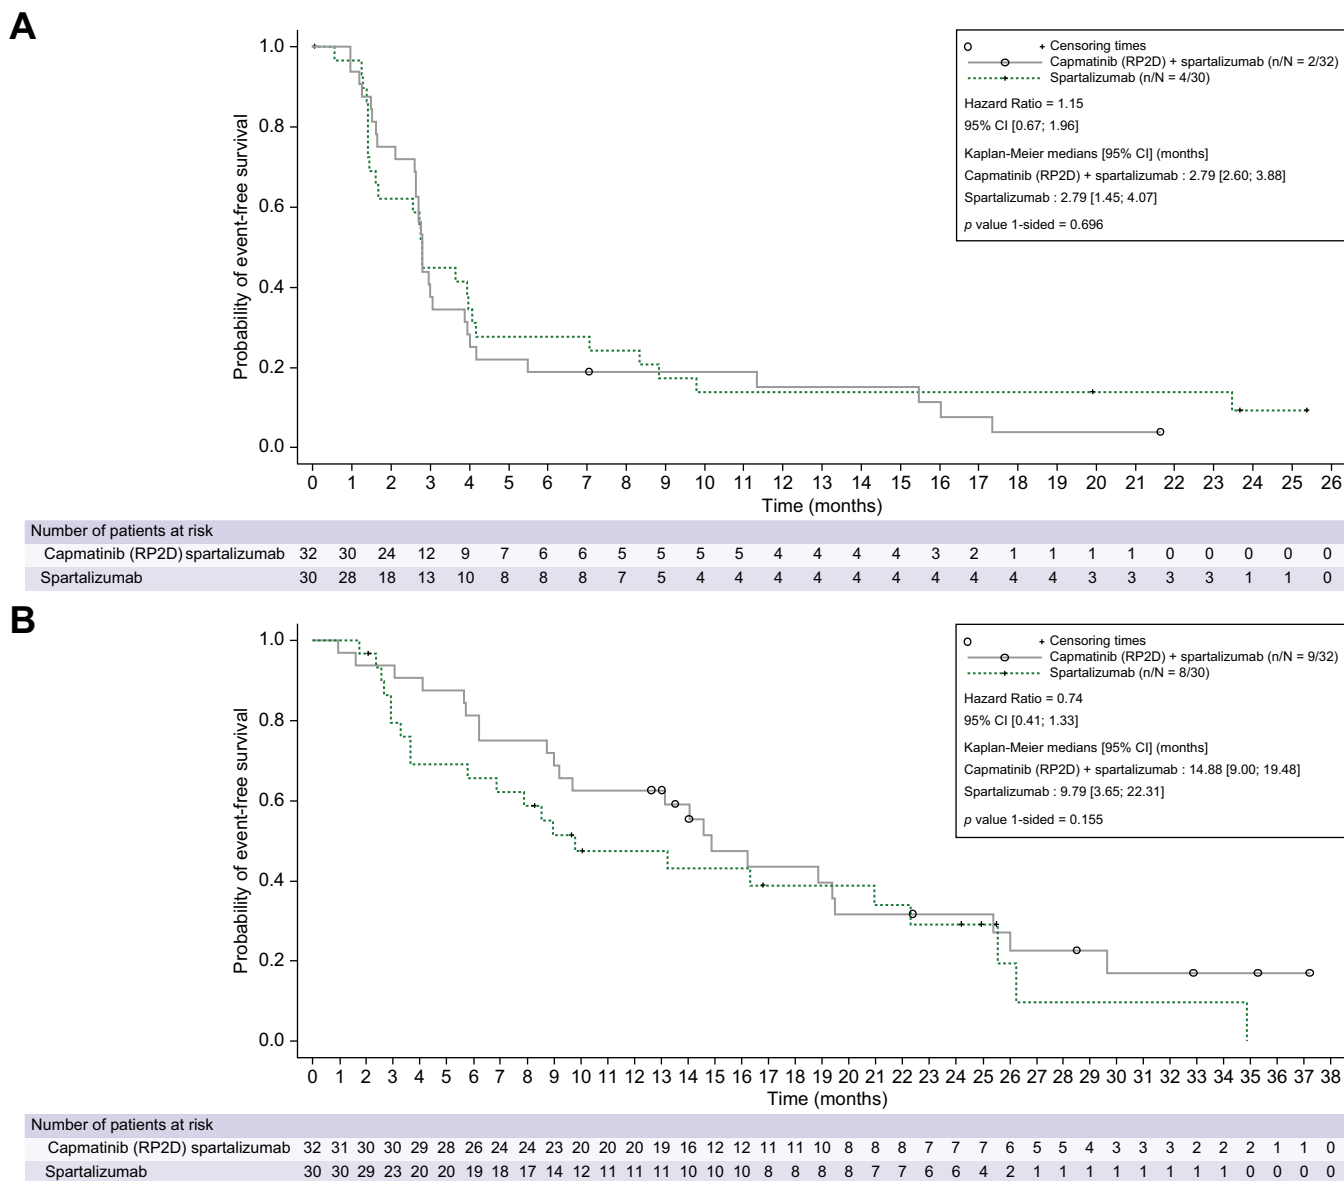 A
1.0
0.8
0.6
0.4
0.2
0.0
Probability of event-free survival
Censoring times
Capmatinib (RP2D) + spartalizumab (n/N = 2/32)
Spartalizumab (n/N = 4/30)
Hazard Ratio = 1.15
95% CI [0.67; 1.96]
Kaplan-Meier medians [95% CI] (months)
Capmatinib (RP2D) + spartalizumab : 2.79 [2.60; 3.88]
Spartalizumab : 2.79 [1.45; 4.07]
p value 1-sided = 0.696
0 1 2 3 4 5 6 7 8 9 10 11 12 13 14 15 16 17 18 19 20 21 22 23 24 25 26
Time (months)
Number of patients at risk
Capmatinib (RP2D) spartalizumab 32 30 24 12 9 7 6 6 5 5 5 5 4 4 4 4 3 2 1 1 1 1 0 0 0 0 0
Spartalizumab 30 28 18 13 10 8 8 8 7 5 4 4 4 4 4 4 4 4 4 4 3 3 3 3 1 1 0
B
1.0
0.8
0.6
0.4
0.2
0.0
Probability of event-free survival
Censoring times
Capmatinib (RP2D) + spartalizumab (n/N = 9/32)
Spartalizumab (n/N = 8/30)
Hazard Ratio = 0.74
95% CI [0.41; 1.33]
Kaplan-Meier medians [95% CI] (months)
Capmatinib (RP2D) + spartalizumab : 14.88 [9.00; 19.48]
Spartalizumab : 9.79 [3.65; 22.31]
p value 1-sided = 0.155
0 1 2 3 4 5 6 7 8 9 10 11 12 13 14 15 16 17 18 19 20 21 22 23 24 25 26 27 28 29 30 31 32 33 34 35 36 37 38
Time (months)
Number of patients at risk
Capmatinib (RP2D) spartalizumab 32 31 30 30 29 28 26 24 24 23 20 20 20 19 16 12 12 11 11 10 8 8 8 7 7 7 6 5 5 4 3 3 3 2 2 2 1 1 0
Spartalizumab 30 30 29 23 20 20 19 18 17 14 12 11 11 11 10 10 10 8 8 8 8 7 7 6 6 4 2 1 1 1 1 1 1 1 1 0 0 0 0